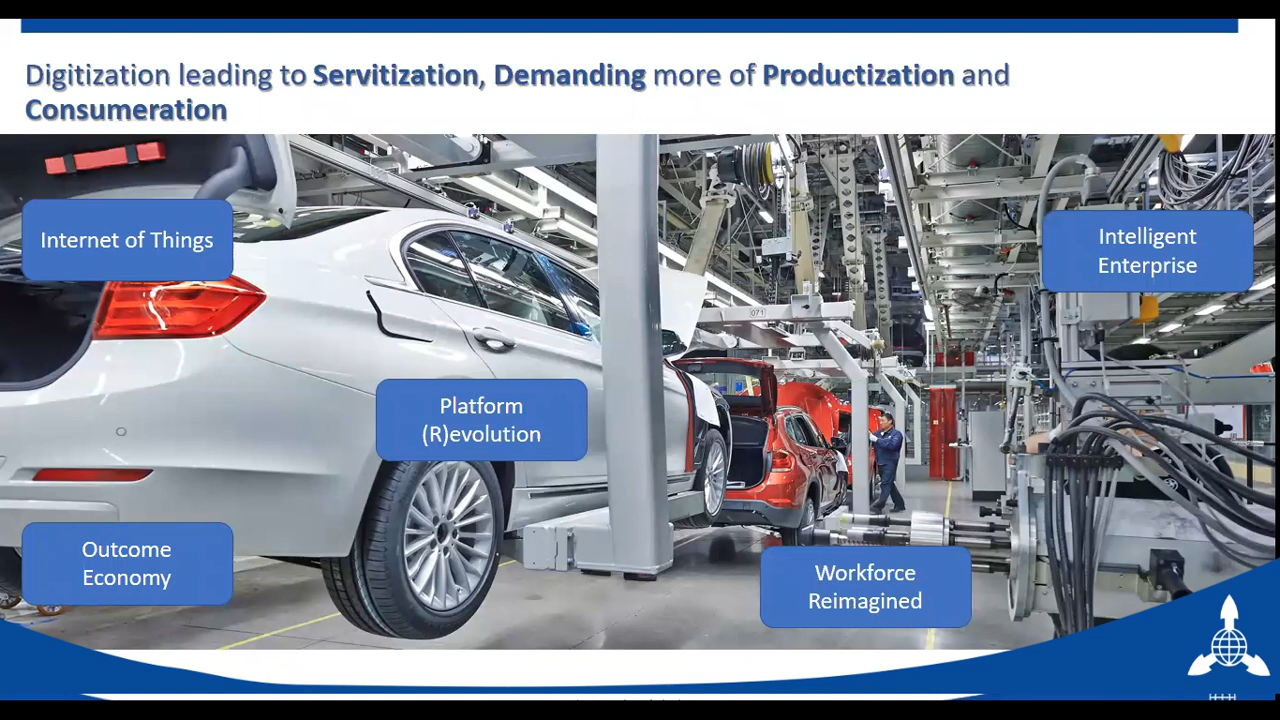 Digitization leading to Servitization, Demanding more of Productization and
Consumeration
Internet of Things
Intelligent
Enterprise
071
Platform
(R)evolution
Outcome
Economy
Workforce
Reimagined